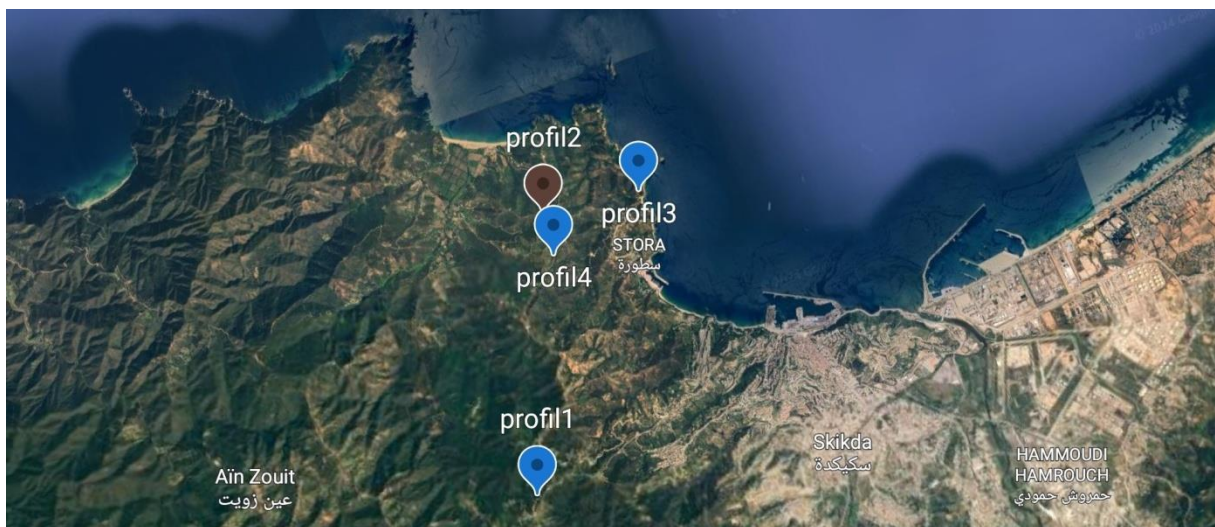 profil2
profil3
STORA
سطورة
profil4
profil1
Skikda
سكيكدة
Aïn Zouit
عين زويت
HAMMOUDI
HAMROUCH
حمروش حمودي